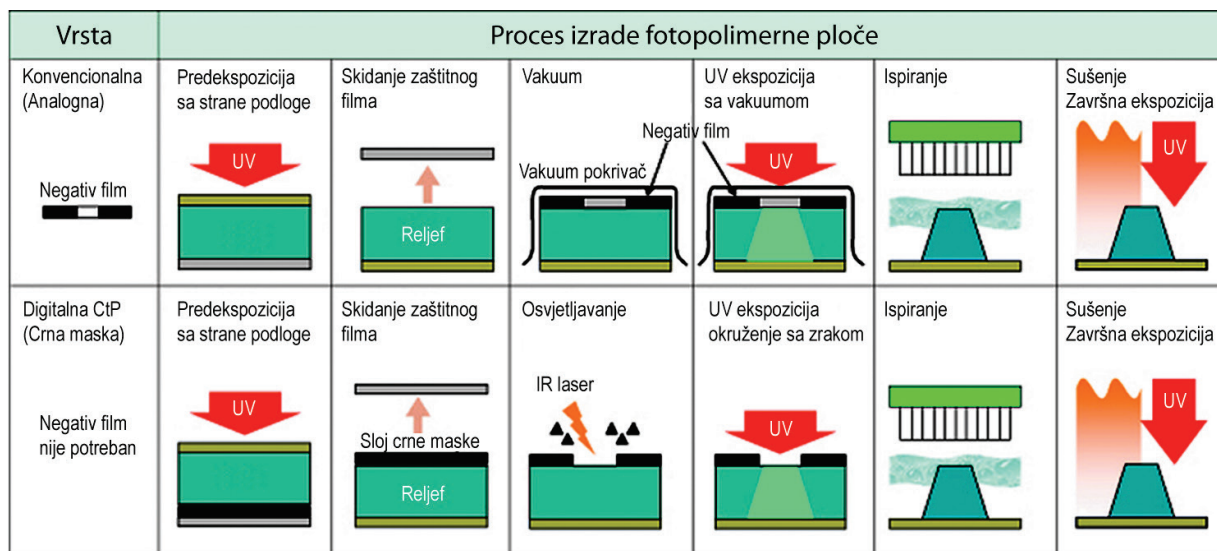 Vrsta
Proces izrade fotopolimerne ploče
Konvencionalna
(Analogna)
Negativ film
Predekspozicija
sa strane podloge
UV
Skidanje zaštitnog
filma
Reljef
Vakuum
Negativ film
Vakuum pokrivač
UV ekspozicija
sa vakuumom
UV
Ispiranje
Sušenje
Završna ekspozicija
UV
Digitalna CtP
(Crna maska)
Negativ film
nije potreban
Predekspozicija
sa strane podloge
UV
Skidanje zaštitnog
filma
Sloj crne maske
Reljef
Osvjetljavanje
IR laser
UV ekspozicija
okruženje sa zrakom
UV
Ispiranje
Sušenje
Završna ekspozicija
UV